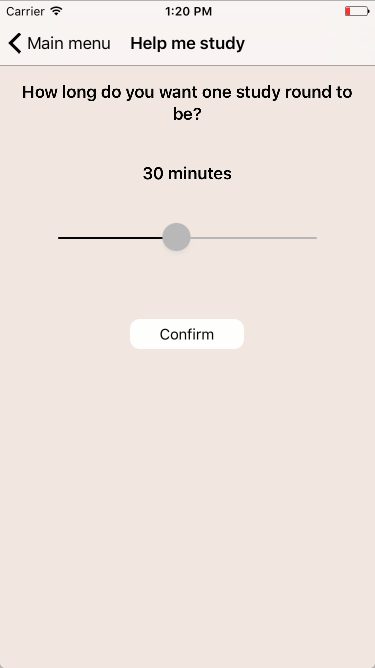 Carrier 1:20 PM
Main menu Help me study
How long do you want one study round to
be?
30 minutes
Confirm